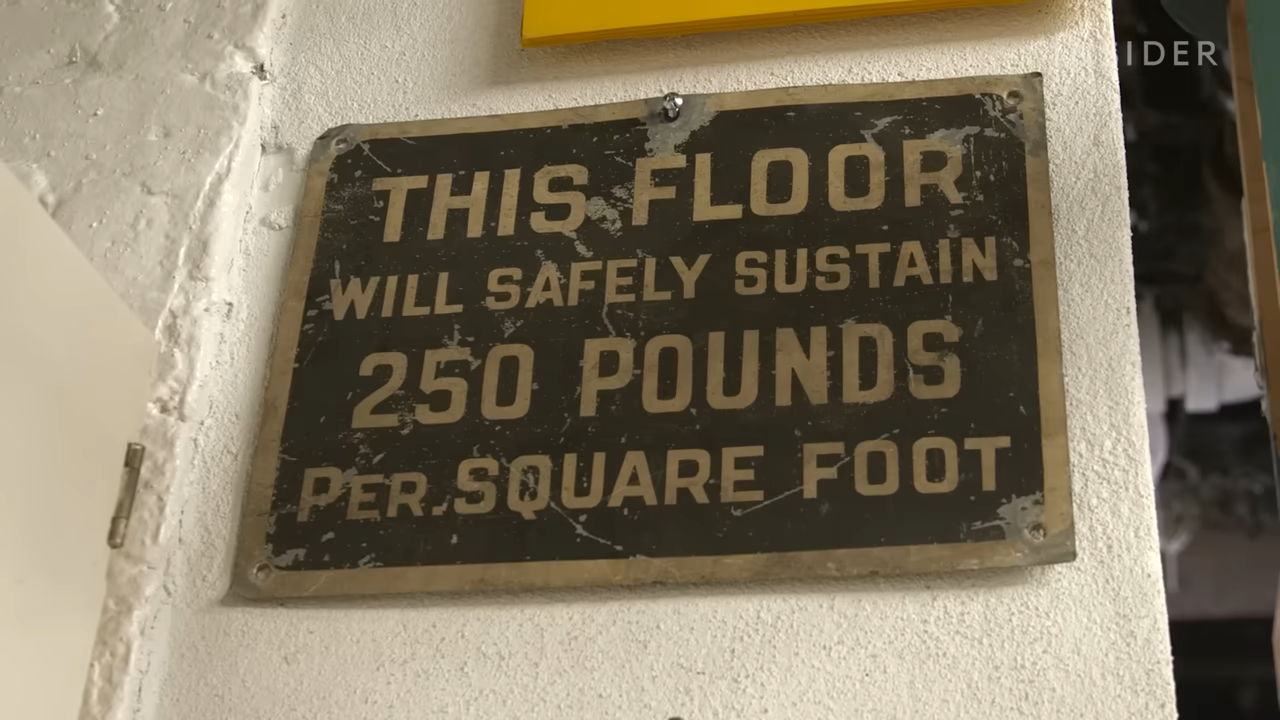 IDER
THIS FLOOR
WILL SAFELY SUSTAIN
250 POUNDS
PER. SQUARE FOOT